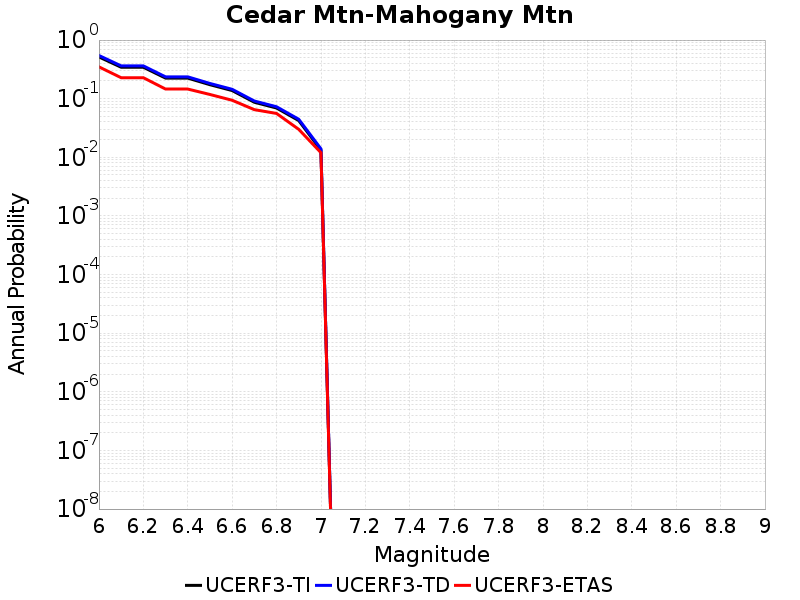 Cedar Mtn-Mahogany Mtn
10^0
10^-1
10^-2
10^-3
10^-4
10^-5
10^-6
10^-7
10^-8
Annual Probability
6 6.2 6.4 6.6 6.8 7 7.2 7.4 7.6 7.8 8 8.2 8.4 8.6 8.8 9
Magnitude
UCERF3-TI UCERF3-TD UCERF3-ETAS